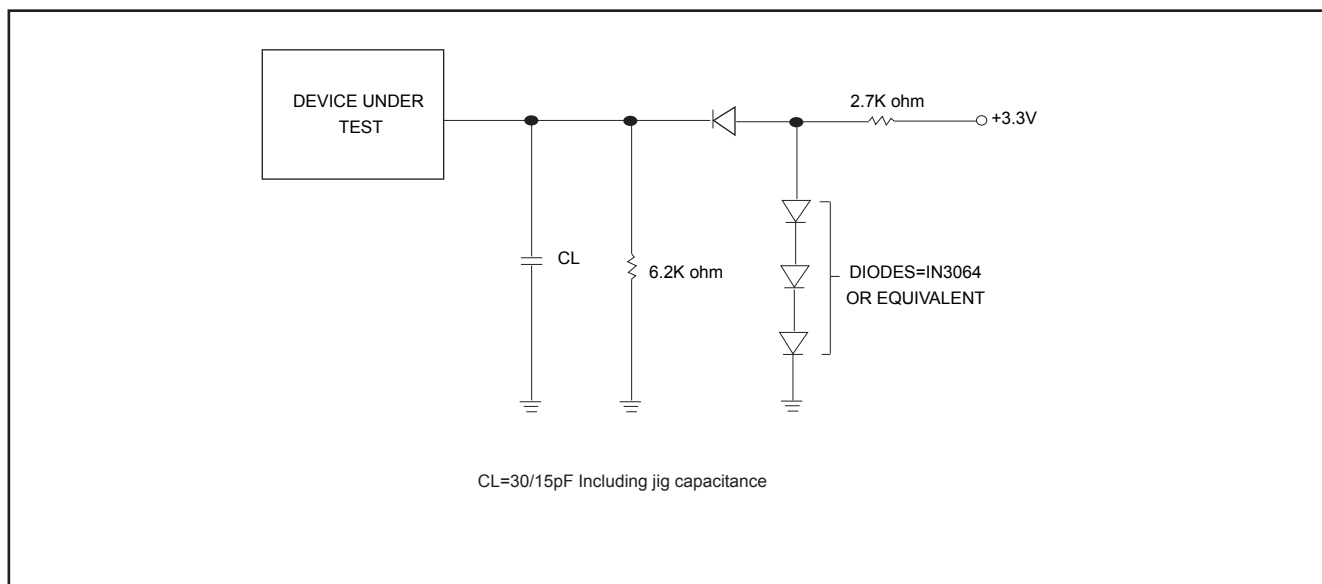 DEVICE UNDER
TEST
2.7K ohm
+3.3V
CL
6.2K ohm
DIODES=IN3064
OR EQUIVALENT
CL=30/15pF Including jig capacitance